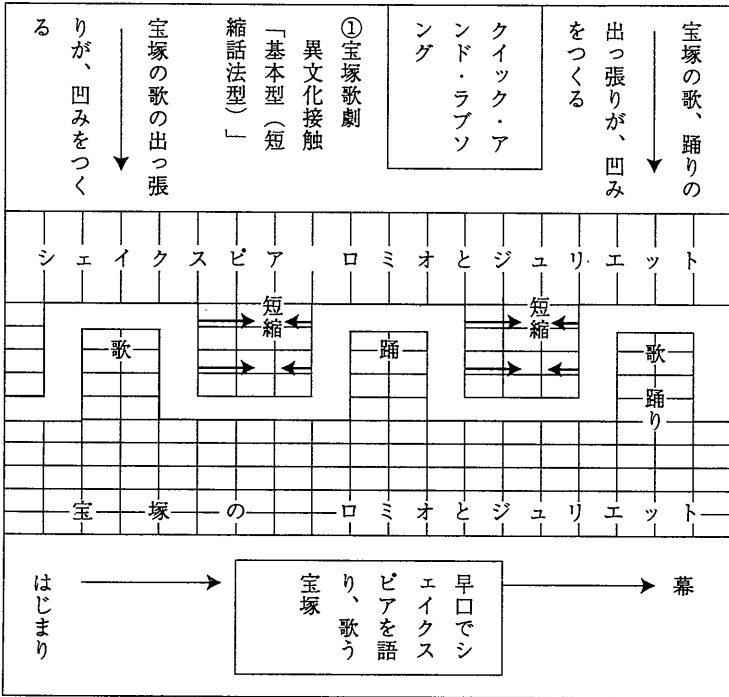 宝塚の歌、踊りの
出っ張りが、凹み
をつくる
クイック・ア
ンド・ラブソ
ング
①宝塚歌劇
異文化接触
「基本型（短
縮話法型）」
宝塚の歌の出っ張
りが、凹みをつく
る
シェイクスピア ロミオとジュリエット
歌
短縮
踊
短縮
歌
踊り
宝塚のロミオとジュリエット
はじまり
早口でシ
ェイクス
ピアを語
り、歌う
宝塚
幕